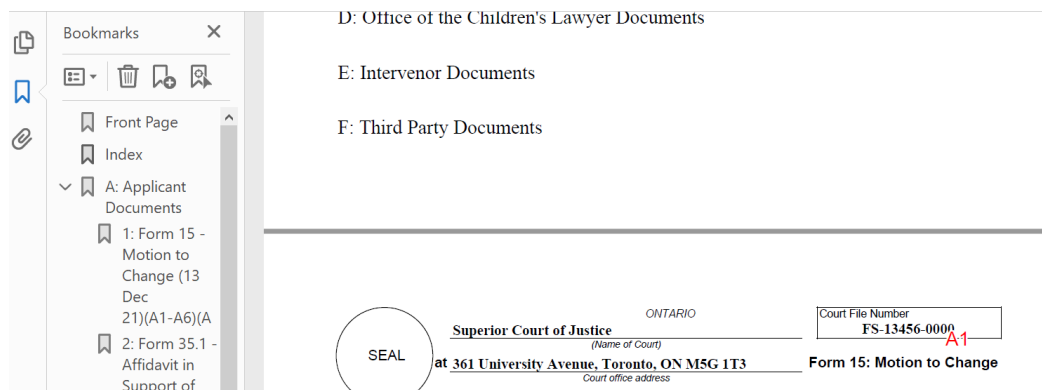 Bookmarks
Front Page
Index
A: Applicant
Documents
1: Form 15 -
Motion to
Change (13
Dec
21)(A1-A6)(A
2: Form 35.1 -
Affidavit in
Support of
D: Office of the Children's Lawyer Documents
E: Intervenor Documents
F: Third Party Documents
SEAL
ONTARIO
Superior Court of Justice
(Name of Court)
at 361 University Avenue, Toronto, ON M5G 1T3
Court office address
Court File Number
FS-13456-0000
A1
Form 15: Motion to Change